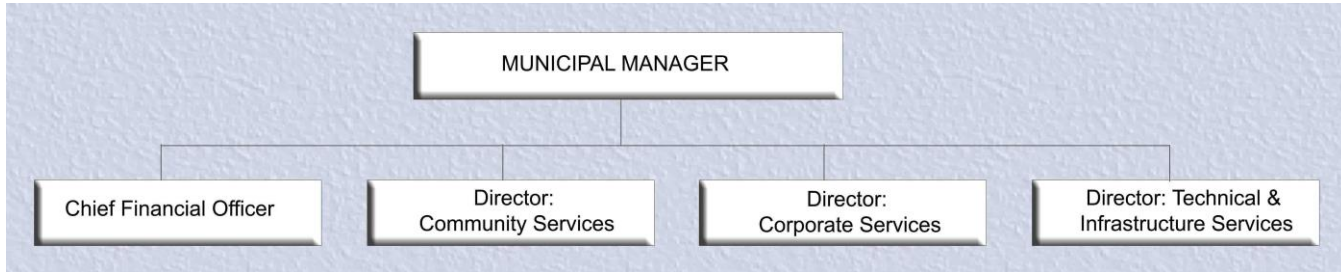 MUNICIPAL MANAGER
Chief Financial Officer
Director:
Community Services
Director:
Corporate Services
Director: Technical &
Infrastructure Services